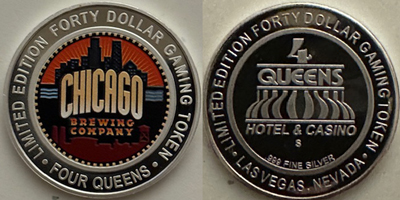 · LIMITED EDITION FORTY DOLLAR GAMING TOKEN ·
CHICAGO
BREWING
COMPANY
FOUR QUEENS
· LIMITED EDITION FORTY DOLLAR GAMING TOKEN ·
4
QUEENS
HOTEL & CASINO
S
.999 FINE SILVER
LAS VEGAS, NEVADA